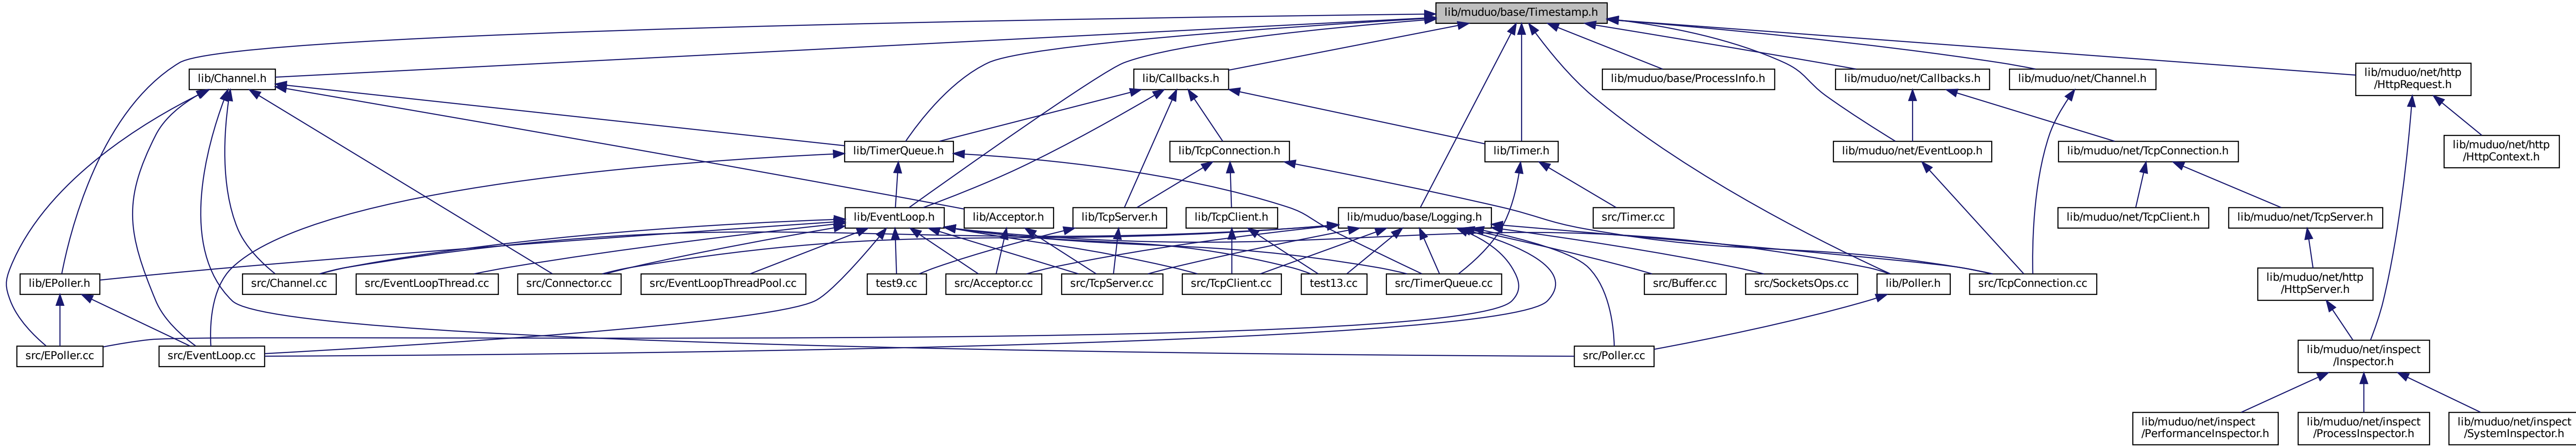 lib/muduo/base/Timestamp.h
lib/Channel.h
lib/Callbacks.h
lib/muduo/base/ProcessInfo.h
lib/muduo/net/Callbacks.h
lib/muduo/net/Channel.h
lib/muduo/net/http
/HttpRequest.h
lib/TimerQueue.h
lib/TcpConnection.h
lib/Timer.h
lib/muduo/net/EventLoop.h
lib/muduo/net/TcpConnection.h
lib/muduo/net/http
/HttpContext.h
lib/EventLoop.h
lib/Acceptor.h
lib/TcpServer.h
lib/TcpClient.h
lib/muduo/base/Logging.h
src/Timer.cc
lib/muduo/net/TcpClient.h
lib/muduo/net/TcpServer.h
lib/EPoller.h
src/Channel.cc
src/EventLoopThread.cc
src/Connector.cc
src/EventLoopThreadPool.cc
test9.cc
src/Acceptor.cc
src/TcpServer.cc
src/TcpClient.cc
test13.cc
src/TimerQueue.cc
src/Buffer.cc
src/SocketsOps.cc
lib/Poller.h
src/TcpConnection.cc
lib/muduo/net/http
/HttpServer.h
src/EPoller.cc
src/EventLoop.cc
src/Poller.cc
lib/muduo/net/inspect
/Inspector.h
lib/muduo/net/inspect
/PerformanceInspector.h
lib/muduo/net/inspect
/ProcessInspector.h
lib/muduo/net/inspect
/SystemInspector.h